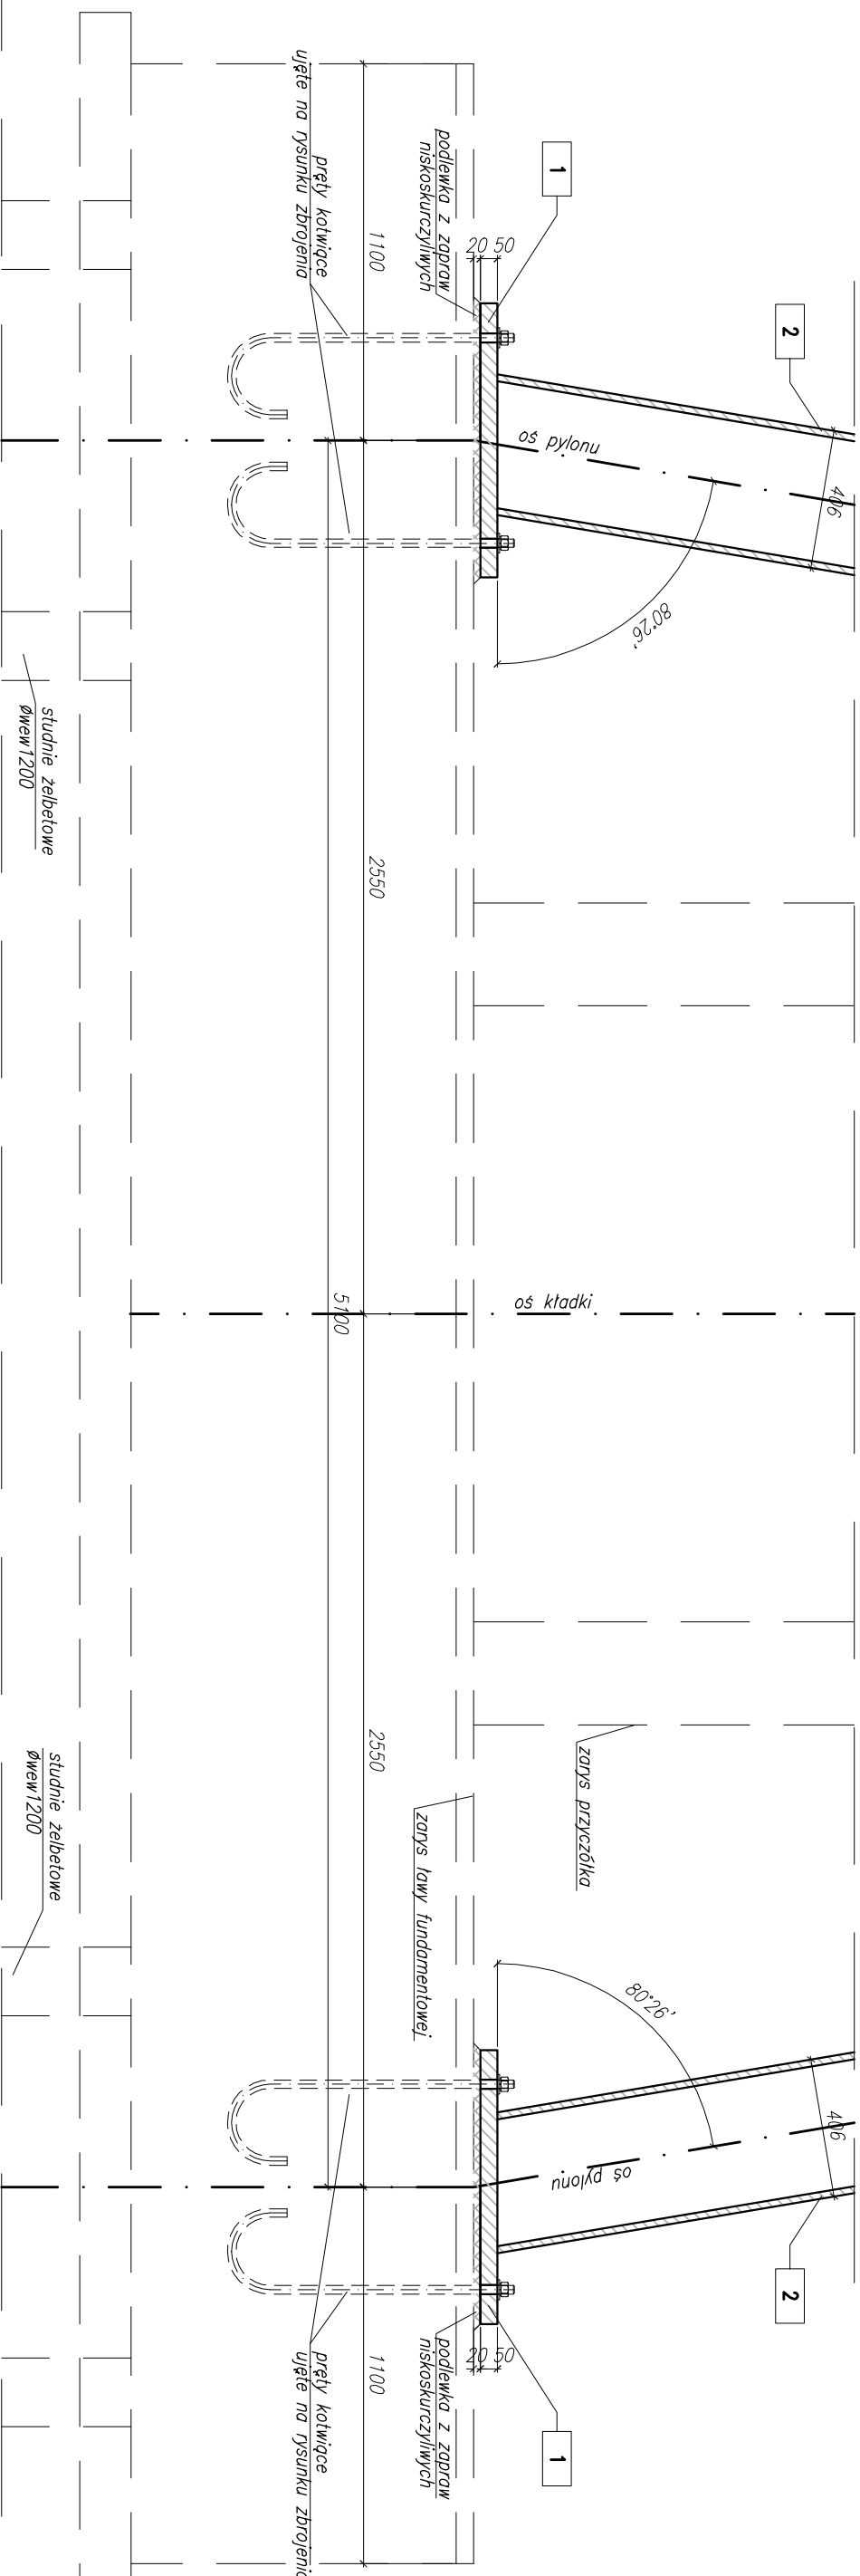 ujęte na rysunku zbrojenia
pręty kotwiące
1100
podlewka z zapraw
niskoskurczyliwych
1
20 50
2
oś pylonu
406
80°26'
studnie żelbetowe
Øwew1200
2550
oś kładki
5100
2550
zarys przyczółka
zarys ławy fundamentowej
studnie żelbetowe
Øwew1200
80°26'
406
oś pylonu
2
20 50
podlewka z zapraw
niskoskurczyliwych
1
1100
pręty kotwiące
ujęte na rysunku zbrojenia